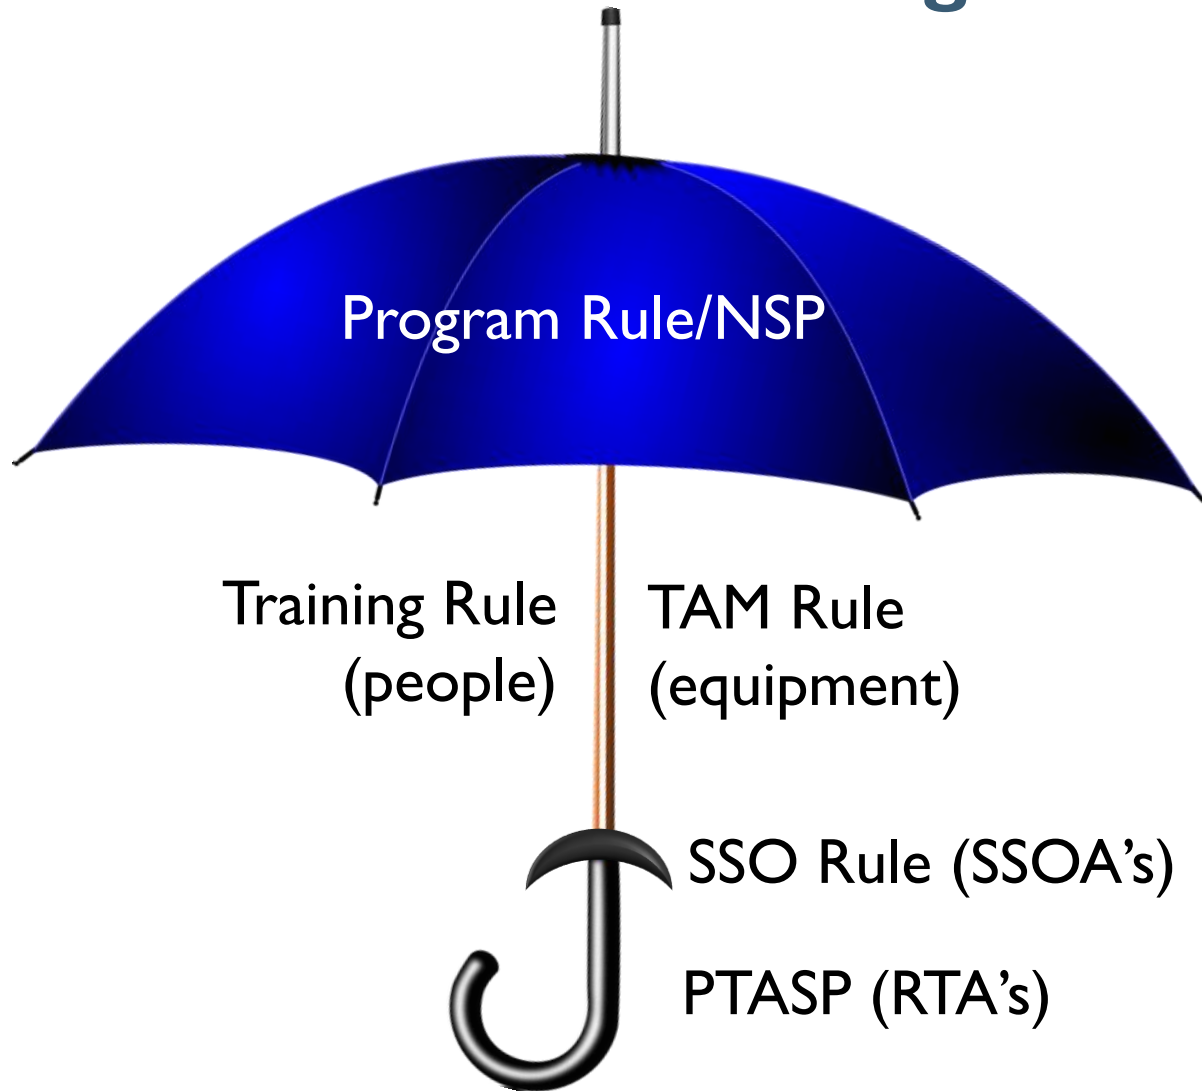 Program Rule/NSP
Training Rule
(people)
TAM Rule
(equipment)
SSO Rule (SSOA’s)
PTASP (RTA’s)